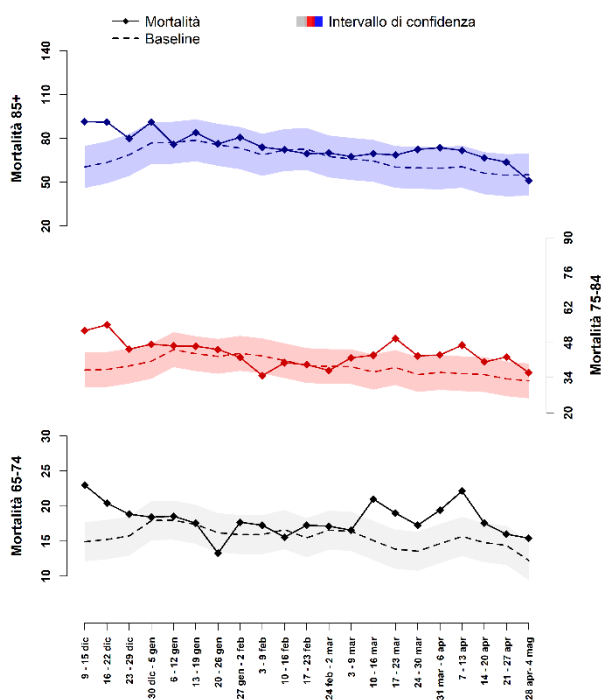 Mortalità
Baseline
Intervallo di confidenza
Mortalità 85+
140
110
80
50
20
Mortalità 75-84
90
76
62
48
34
20
Mortalità 65-74
30
25
20
15
10
9 - 15 dic
16 - 22 dic
23 - 29 dic
30 dic - 5 gen
6 - 12 gen
13 - 19 gen
20 - 26 gen
27 gen - 2 feb
3 - 9 feb
10 - 16 feb
17 - 23 feb
24 feb - 2 mar
3 - 9 mar
10 - 16 mar
17 - 23 mar
24 - 30 mar
31 mar - 6 apr
7 - 13 apr
14 - 20 apr
21 - 27 apr
28 apr- 4 mag